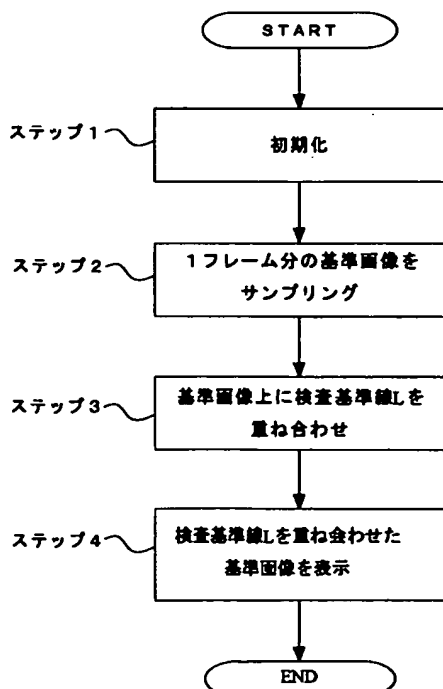 START
ステップ1
初期化
ステップ2
1フレーム分の基準画像を
サンプリング
ステップ3
基準画像上に検査基準線Lを
重ね合わせ
ステップ4
検査基準線Lを重ね会わせた
基準画像を表示
END